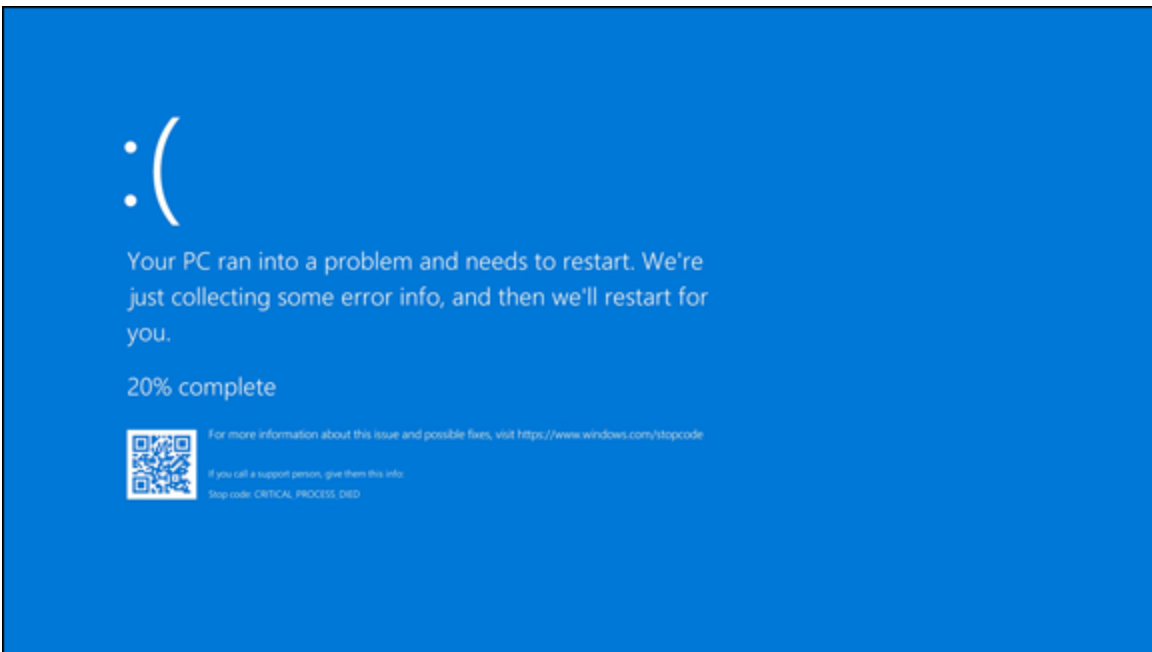 :(
Your PC ran into a problem and needs to restart. We're
just collecting some error info, and then we'll restart for
you.
20% complete
For more information about this issue and possible fixes, visit https://www.windows.com/stopcode
If you call a support person, give them this info:
Stop code: CRITICAL_PROCESS_DIED